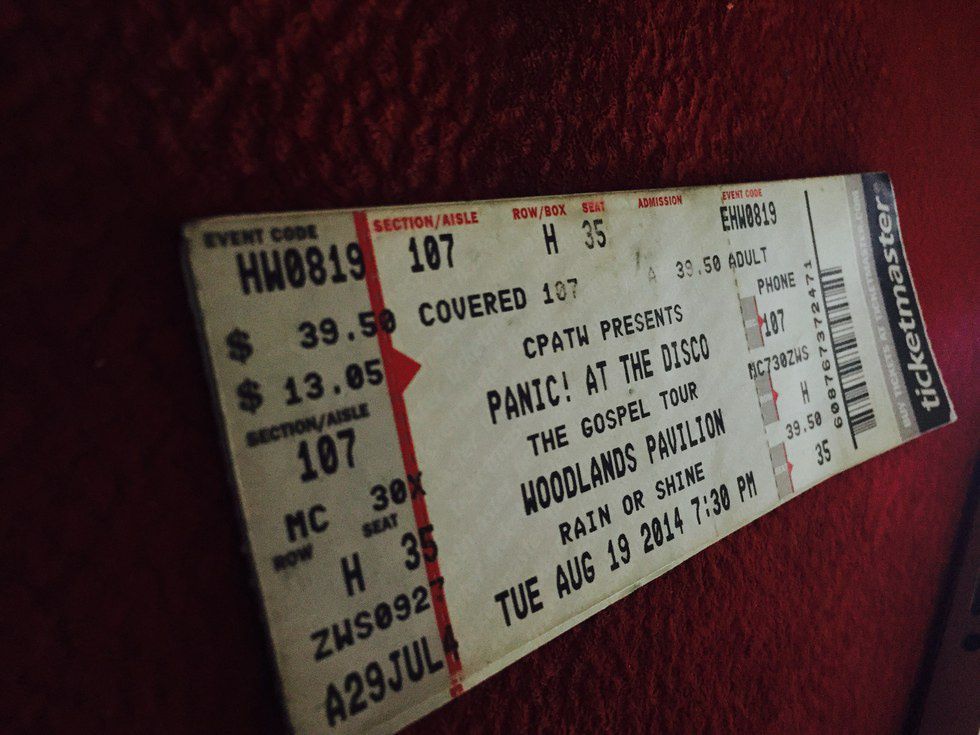 EVENT CODE
HW0819
$ 39.50
$ 13.05
SECTION/AISLE
107
MC 30X
ROW SEAT
H 35
ZWS0927
A29JUL4
SECTION/AISLE ROW/BOX SEAT ADMISSION EVENT CODE
107 H 35 EHW0819
COVERED 107 A 39.50 ADULT
CPATW PRESENTS
PANIC! AT THE DISCO
THE GOSPEL TOUR
WOODLANDS PAVILION
RAIN OR SHINE
TUE AUG 19 2014 7:30 PM
PHONE
107
MC730ZWS
H
39.50
35
608767372471
ticketmaster